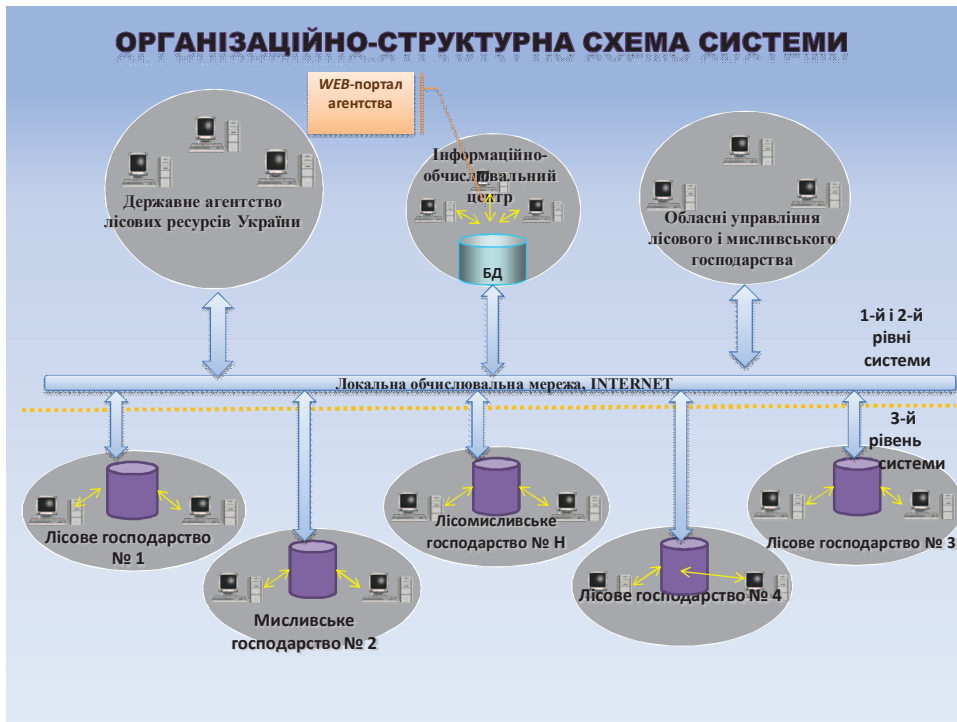 ОРГАНІЗАЦІЙНО-СТРУКТУРНА СХЕМА СИСТЕМИ
WEB-портал
агентства
Державне агентство
лісових ресурсів України
Інформаційно-
обчислювальний
центр
БД
Обласні управління
лісового і мисливського
господарства
1-й і 2-й
рівні
системи
Локальна обчислювальна мережа, INTERNET
3-й
рівень
системи
Лісове господарство
№ 1
Мисливське
господарство № 2
Лісомисливське
господарство № Н
Лісове господарство № 4
Лісове господарство № 3